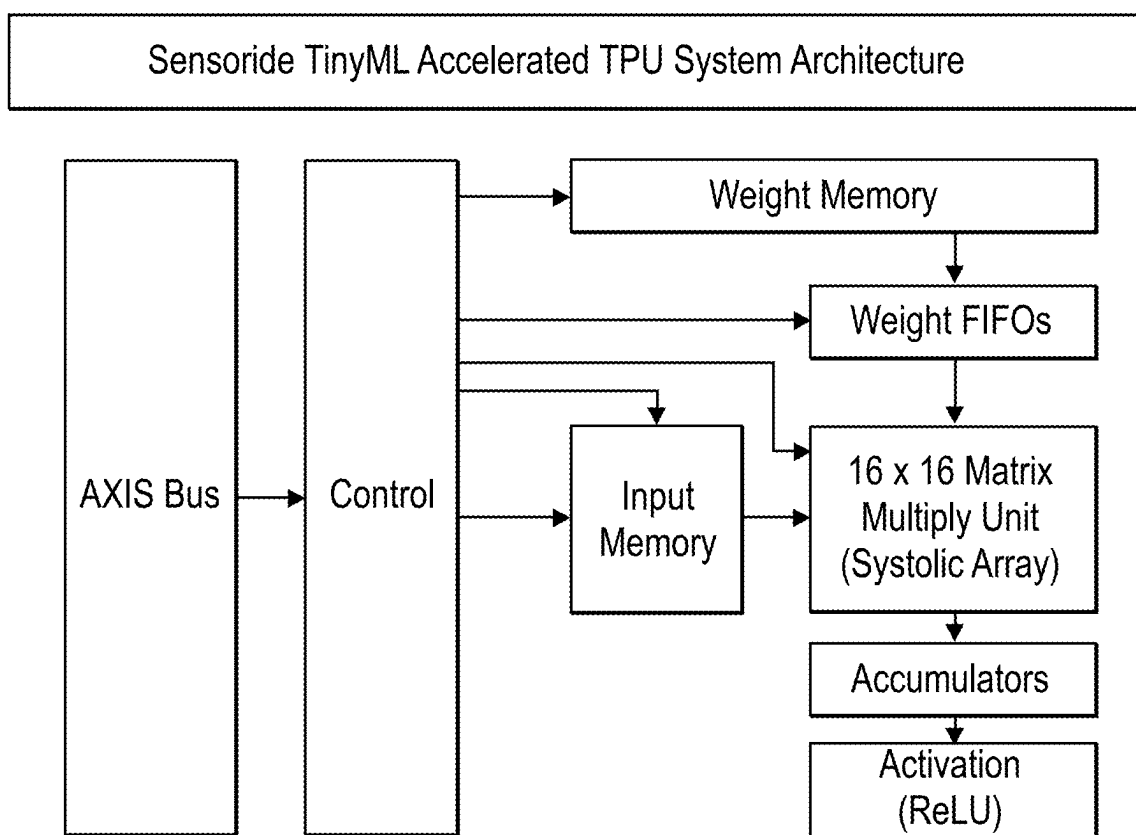 Sensoride TinyML Accelerated TPU System Architecture
Weight Memory
Weight FIFOs
AXIS Bus
Control
Input
Memory
16 x 16 Matrix
Multiply Unit
(Systolic Array)
Accumulators
Activation
(ReLU)